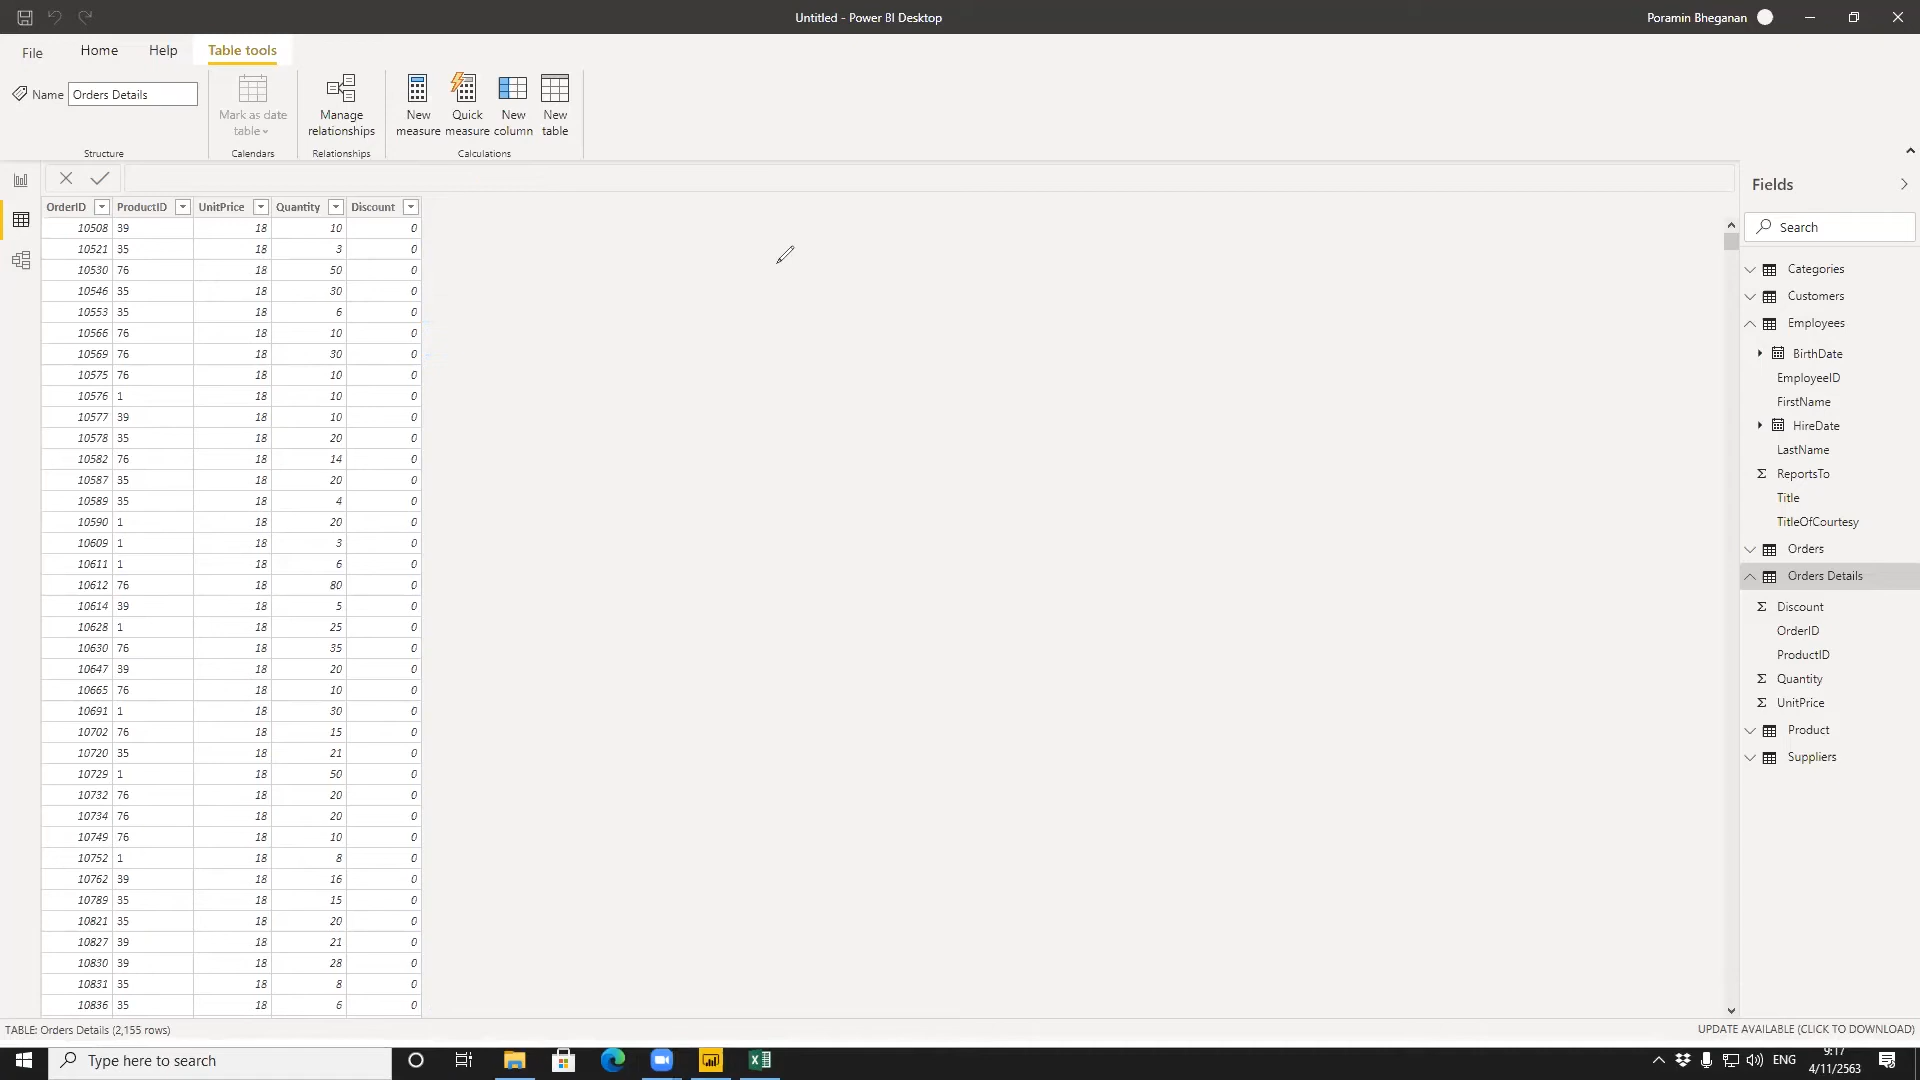 Untitled - Power BI Desktop
Poramin Bheganan
File
Home
Help
Table tools
Name
Orders Details
Mark as date
table
Manage
relationships
New
measure
Quick
measure
New
column
New
table
Structure
Calendars
Relationships
Calculations
OrderID ProductID UnitPrice Quantity Discount
10508 39 18 10 0
10521 35 18 3 0
10530 76 18 50 0
10546 35 18 30 0
10553 35 18 6 0
10566 76 18 10 0
10569 76 18 30 0
10575 76 18 10 0
10576 1 18 10 0
10577 39 18 10 0
10578 35 18 20 0
10582 76 18 14 0
10587 35 18 20 0
10589 35 18 4 0
10590 1 18 20 0
10609 1 18 3 0
10611 1 18 6 0
10612 76 18 80 0
10614 39 18 5 0
10628 1 18 25 0
10630 76 18 35 0
10647 39 18 20 0
10665 76 18 10 0
10691 1 18 30 0
10702 76 18 15 0
10720 35 18 21 0
10729 1 18 50 0
10732 76 18 20 0
10734 76 18 20 0
10749 76 18 10 0
10752 1 18 8 0
10762 39 18 16 0
10789 35 18 15 0
10821 35 18 20 0
10827 39 18 21 0
10830 39 18 28 0
10831 35 18 8 0
10836 35 18 6 0
Fields
Search
Categories
Customers
Employees
BirthDate
EmployeeID
FirstName
HireDate
LastName
Σ ReportsTo
Title
TitleOfCourtesy
Orders
Orders Details
Σ Discount
OrderID
ProductID
Σ Quantity
Σ UnitPrice
Product
Suppliers
TABLE: Orders Details (2,155 rows)
UPDATE AVAILABLE (CLICK TO DOWNLOAD)
Type here to search
ENG
9:17
4/11/2563